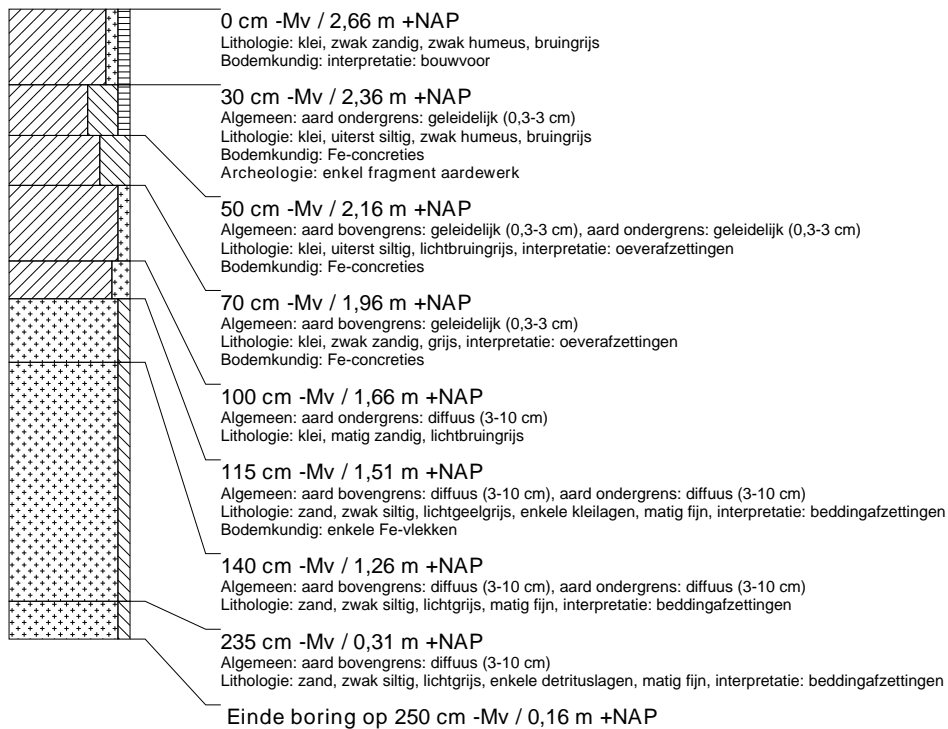 0 cm -Mv / 2,66 m +NAP
Lithologie: klei, zwak zandig, zwak humeus, bruingrijs
Bodemkundig: interpretatie: bouwvoor
30 cm -Mv / 2,36 m +NAP
Algemeen: aard ondergrens: geleidelijk (0,3-3 cm)
Lithologie: klei, uiterst siltig, zwak humeus, bruingrijs
Bodemkundig: Fe-concreties
Archeologie: enkel fragment aardewerk
50 cm -Mv / 2,16 m +NAP
Algemeen: aard bovengrens: geleidelijk (0,3-3 cm), aard ondergrens: geleidelijk (0,3-3 cm)
Lithologie: klei, uiterst siltig, lichtbruingrijs, interpretatie: oeverafzettingen
Bodemkundig: Fe-concreties
70 cm -Mv / 1,96 m +NAP
Algemeen: aard bovengrens: geleidelijk (0,3-3 cm)
Lithologie: klei, zwak zandig, grijs, interpretatie: oeverafzettingen
Bodemkundig: Fe-concreties
100 cm -Mv / 1,66 m +NAP
Algemeen: aard ondergrens: diffuus (3-10 cm)
Lithologie: klei, matig zandig, lichtbruingrijs
115 cm -Mv / 1,51 m +NAP
Algemeen: aard bovengrens: diffuus (3-10 cm), aard ondergrens: diffuus (3-10 cm)
Lithologie: zand, zwak siltig, lichtgeelgrijs, enkele kleilagen, matig fijn, interpretatie: beddingafzettingen
Bodemkundig: enkele Fe-vlekken
140 cm -Mv / 1,26 m +NAP
Algemeen: aard bovengrens: diffuus (3-10 cm), aard ondergrens: diffuus (3-10 cm)
Lithologie: zand, zwak siltig, lichtgrijs, matig fijn, interpretatie: beddingafzettingen
235 cm -Mv / 0,31 m +NAP
Algemeen: aard bovengrens: diffuus (3-10 cm)
Lithologie: zand, zwak siltig, lichtgrijs, enkele detrituslagen, matig fijn, interpretatie: beddingafzettingen
Einde boring op 250 cm -Mv / 0,16 m +NAP